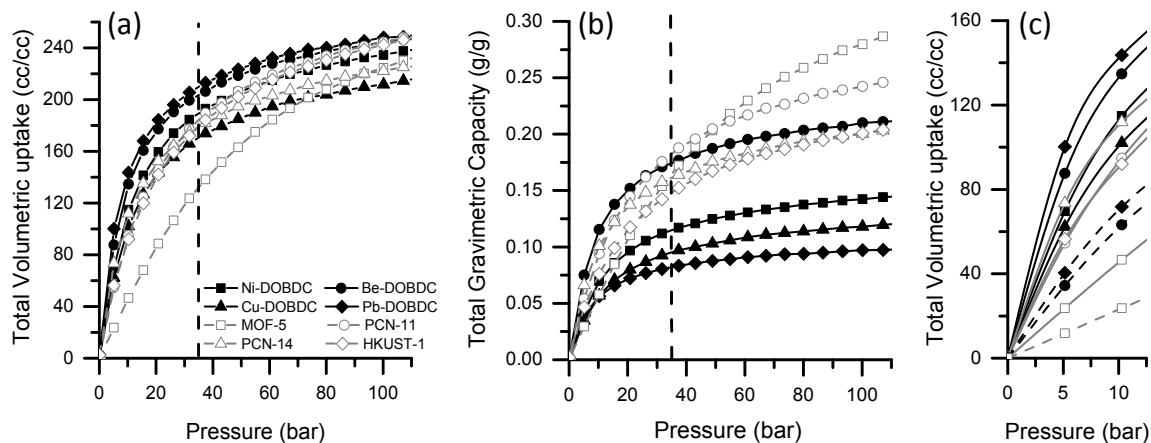 (a)
Total Volumetric uptake (cc/cc)
240
200
160
120
80
40
0
0 20 40 60 80 100
Pressure (bar)
Ni-DOBDC Be-DOBDC
Cu-DOBDC Pb-DOBDC
MOF-5 PCN-11
PCN-14 HKUST-1
(b)
Total Gravimetric Capacity (g/g)
0.30
0.25
0.20
0.15
0.10
0.05
0.00
0 20 40 60 80 100
Pressure (bar)
(c)
Total Volumetric uptake (cc/cc)
160
120
80
40
0
0 5 10
Pressure (bar)